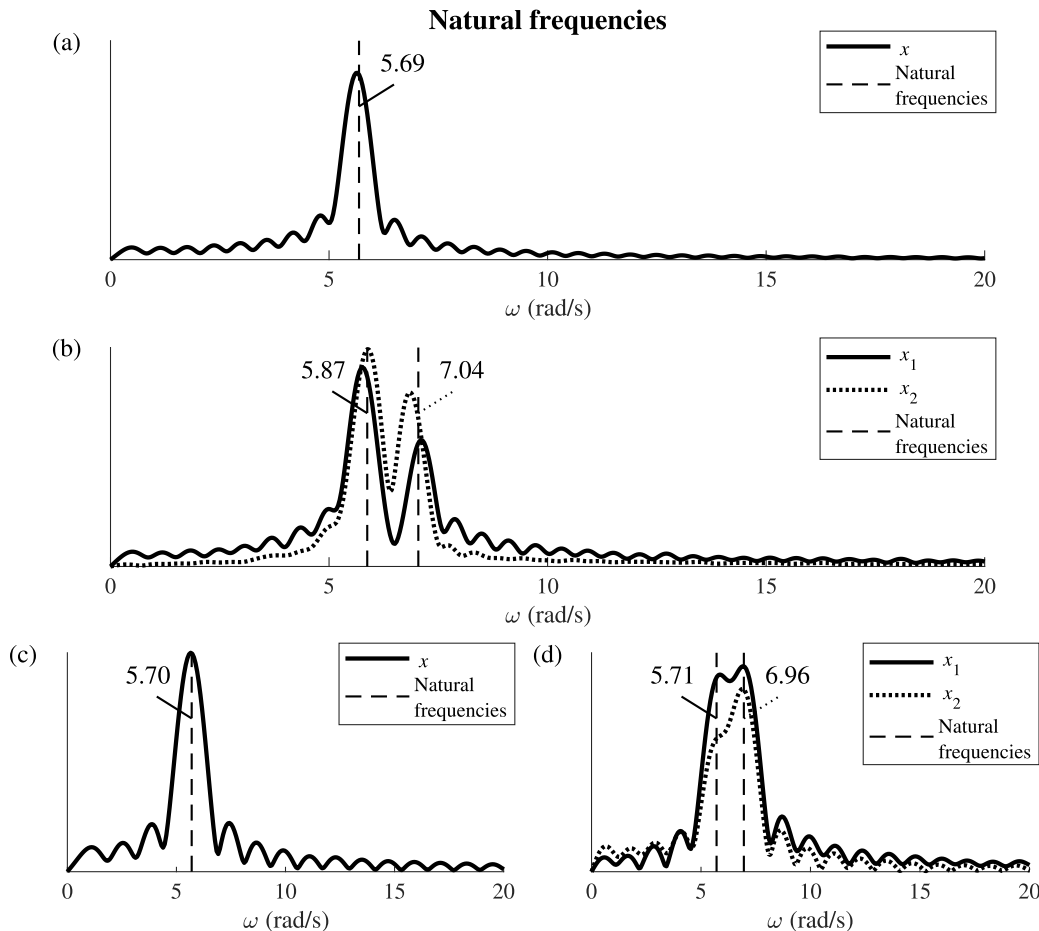 Natural frequencies
(a)
5.69
x
Natural
frequencies
0 5 10 15 20
ω (rad/s)
(b)
5.87 7.04
x1
x2
Natural
frequencies
0 5 10 15 20
ω (rad/s)
(c)
5.70
x
Natural
frequencies
0 5 10 15 20
ω (rad/s)
(d)
5.71 6.96
x1
x2
Natural
frequencies
0 5 10 15 20
ω (rad/s)